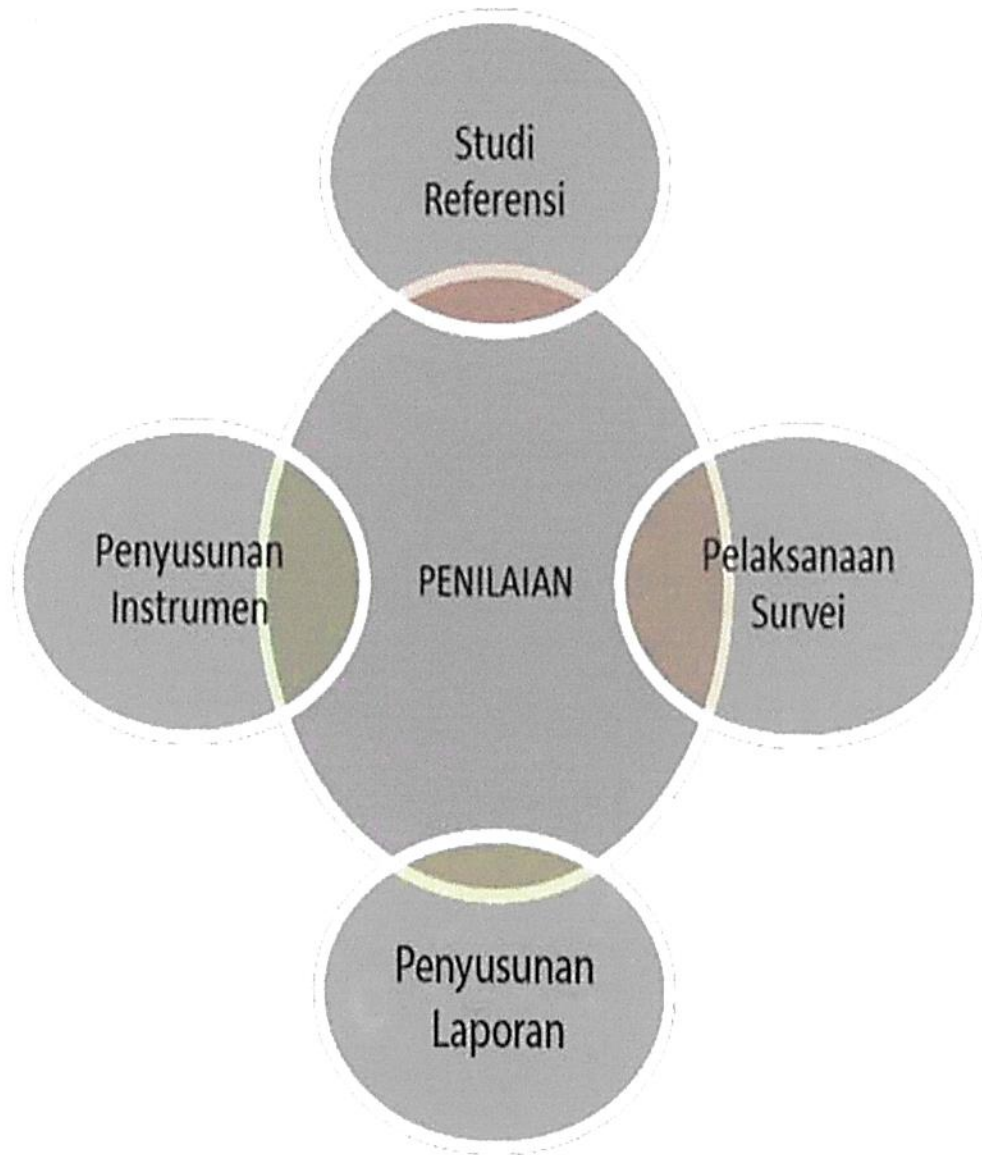 Studi
Referensi
Penyusunan
Instrumen
PENILAIAN
Pelaksanaan
Survei
Penyusunan
Laporan